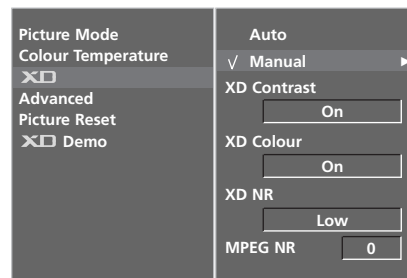 Picture Mode
Colour Temperature
XD
Advanced
Picture Reset
XD Demo
Auto
√ Manual ►
XD Contrast
On
XD Colour
On
XD NR
Low
MPEG NR 0